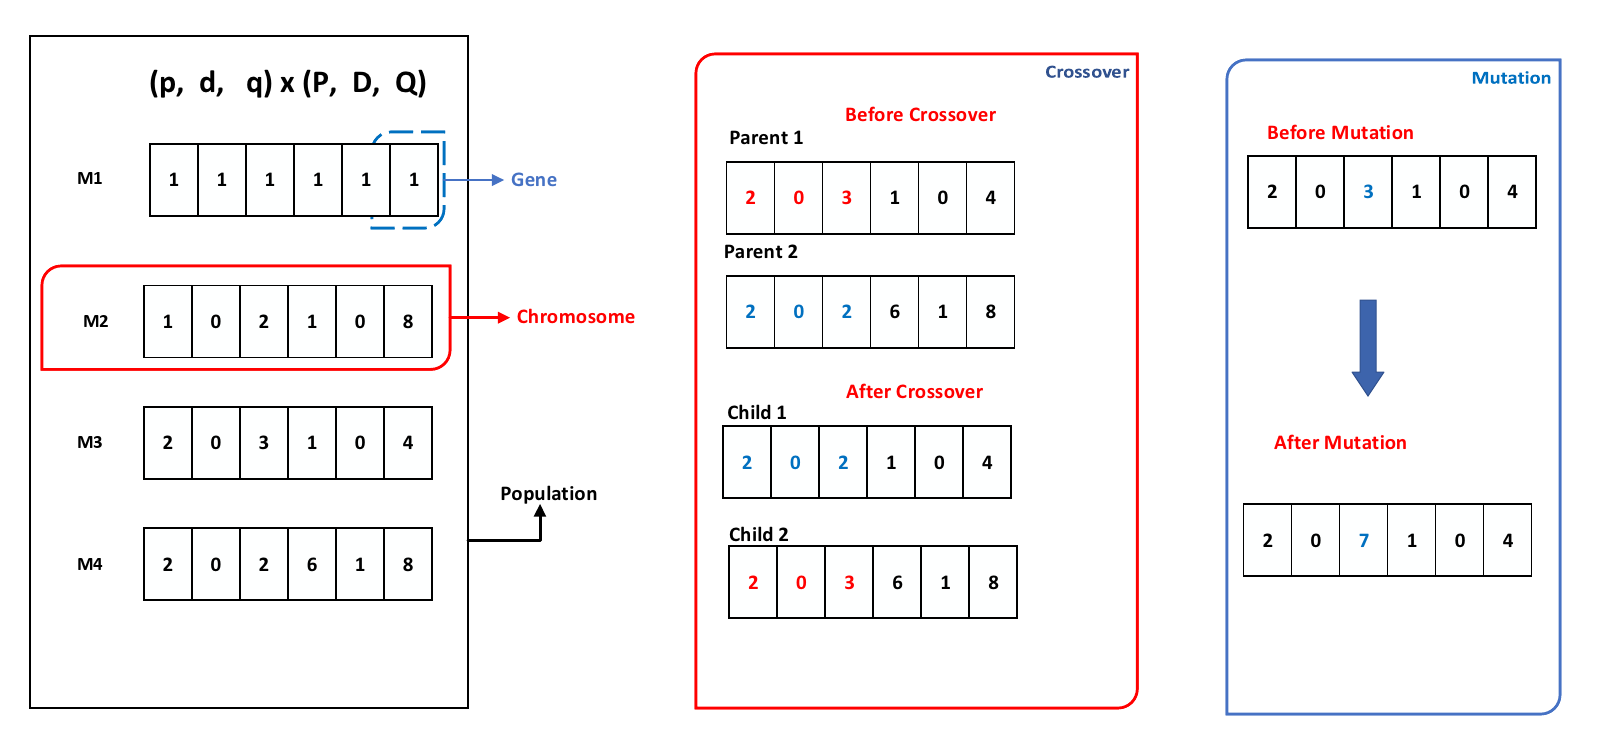 (p, d, q) x (P, D, Q)
M1 1 1 1 1 1 1
Gene
M2 1 0 2 1 0 8
Chromosome
M3 2 0 3 1 0 4
Population
M4 2 0 2 6 1 8
Crossover
Before Crossover
Parent 1
2 0 3 1 0 4
Parent 2
2 0 2 6 1 8
After Crossover
Child 1
2 0 2 1 0 4
Child 2
2 0 3 6 1 8
Mutation
Before Mutation
2 0 3 1 0 4
After Mutation
2 0 7 1 0 4